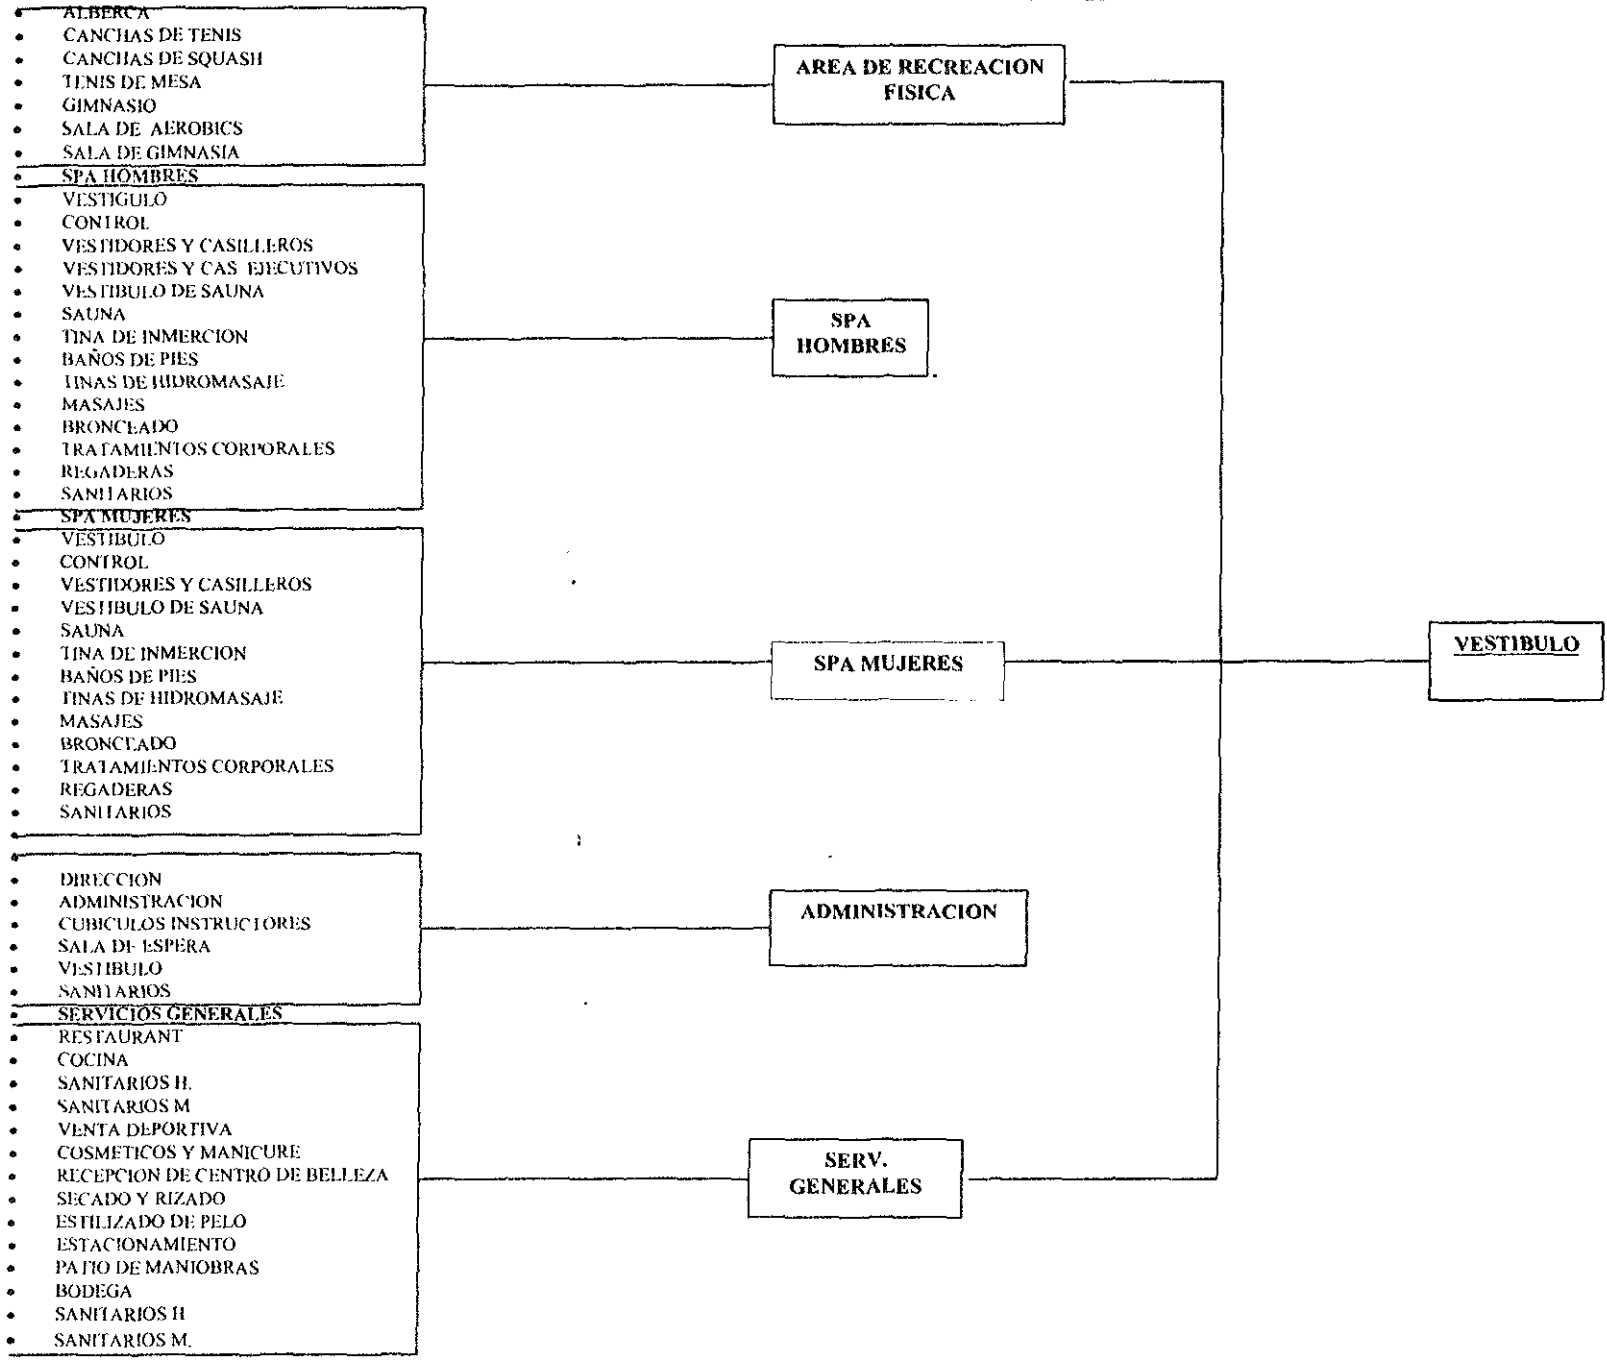 ALBERCA
CANCHAS DE TENIS
CANCHAS DE SQUASH
TENIS DE MESA
GIMNASIO
SALA DE AEROBICS
SALA DE GIMNASIA
SPA HOMBRES
VESTIGULO
CONTROL
VESTIDORES Y CASILLEROS
VESTIDORES Y CAS EJECUTIVOS
VESTIBULO DE SAUNA
SAUNA
TINA DE INMERCION
BAÑOS DE PIES
TINAS DE HIDROMASAJE
MASAJES
BRONCEADO
TRATAMIENTOS CORPORALES
REGADERAS
SANITARIOS
SPA MUJERES
VESTIBULO
CONTROL
VESTIDORES Y CASILLEROS
VESTIBULO DE SAUNA
SAUNA
TINA DE INMERCION
BAÑOS DE PIES
TINAS DE HIDROMASAJE
MASAJES
BRONCEADO
TRATAMIENTOS CORPORALES
REGADERAS
SANITARIOS
DIRECCION
ADMINISTRACION
CUBICULOS INSTRUCTORES
SALA DE ESPERA
VESTIBULO
SANITARIOS
SERVICIOS GENERALES
RESTAURANT
COCINA
SANITARIOS H.
SANITARIOS M
VENTA DEPORTIVA
COSMETICOS Y MANICURE
RECEPCION DE CENTRO DE BELLEZA
SECADO Y RIZADO
ESTILIZADO DE PELO
ESTACIONAMIENTO
PATIO DE MANIOBRAS
BODEGA
SANITARIOS H
SANITARIOS M.
AREA DE RECREACION
FISICA
SPA
HOMBRES
SPA MUJERES
ADMINISTRACION
SERV.
GENERALES
VESTIBULO